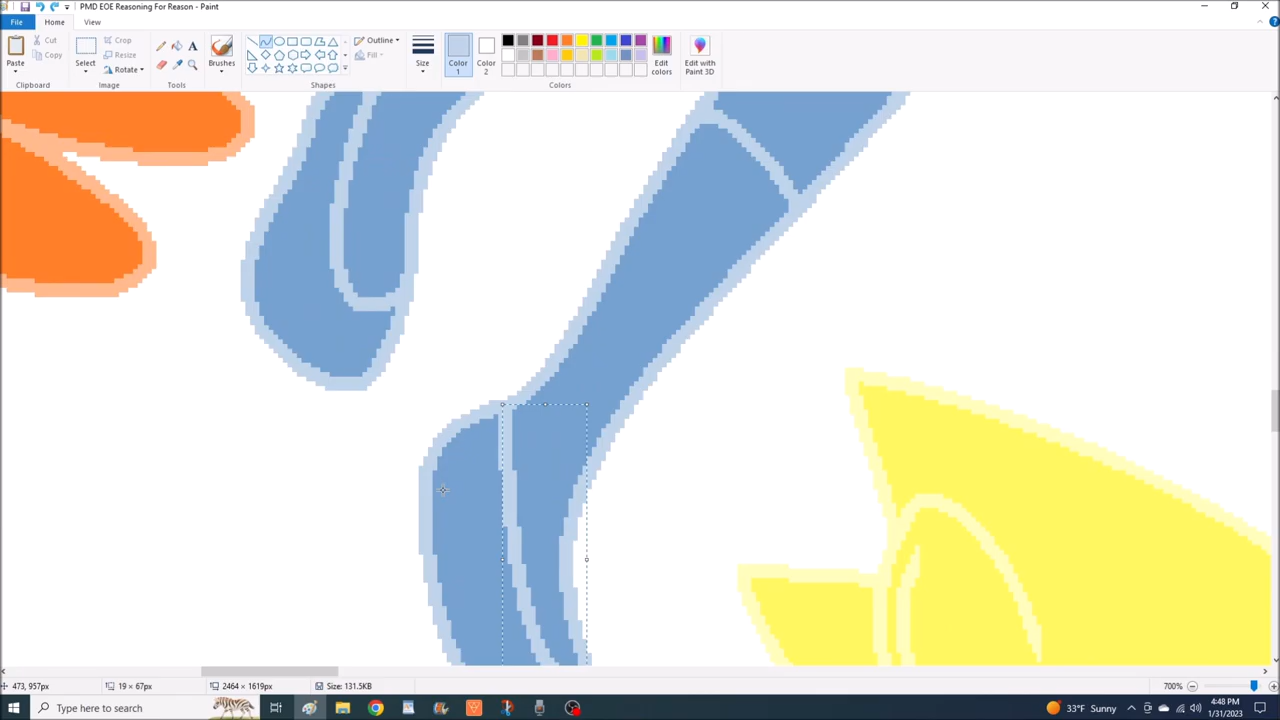 PMD EOE Reasoning For Reason - Paint
File Home View
Paste
Cut
Copy
Clipboard
Select
Crop
Resize
Rotate
Image
A
Tools
Brushes
Shapes
Outline
Fill
Size
Color 1
Color 2
Edit colors
Colors
Edit with Paint 3D
473, 957px 19 × 67px 2464 × 1619px Size: 131.5KB 700%
Type here to search
33°F Sunny
4:48 PM
1/31/2023